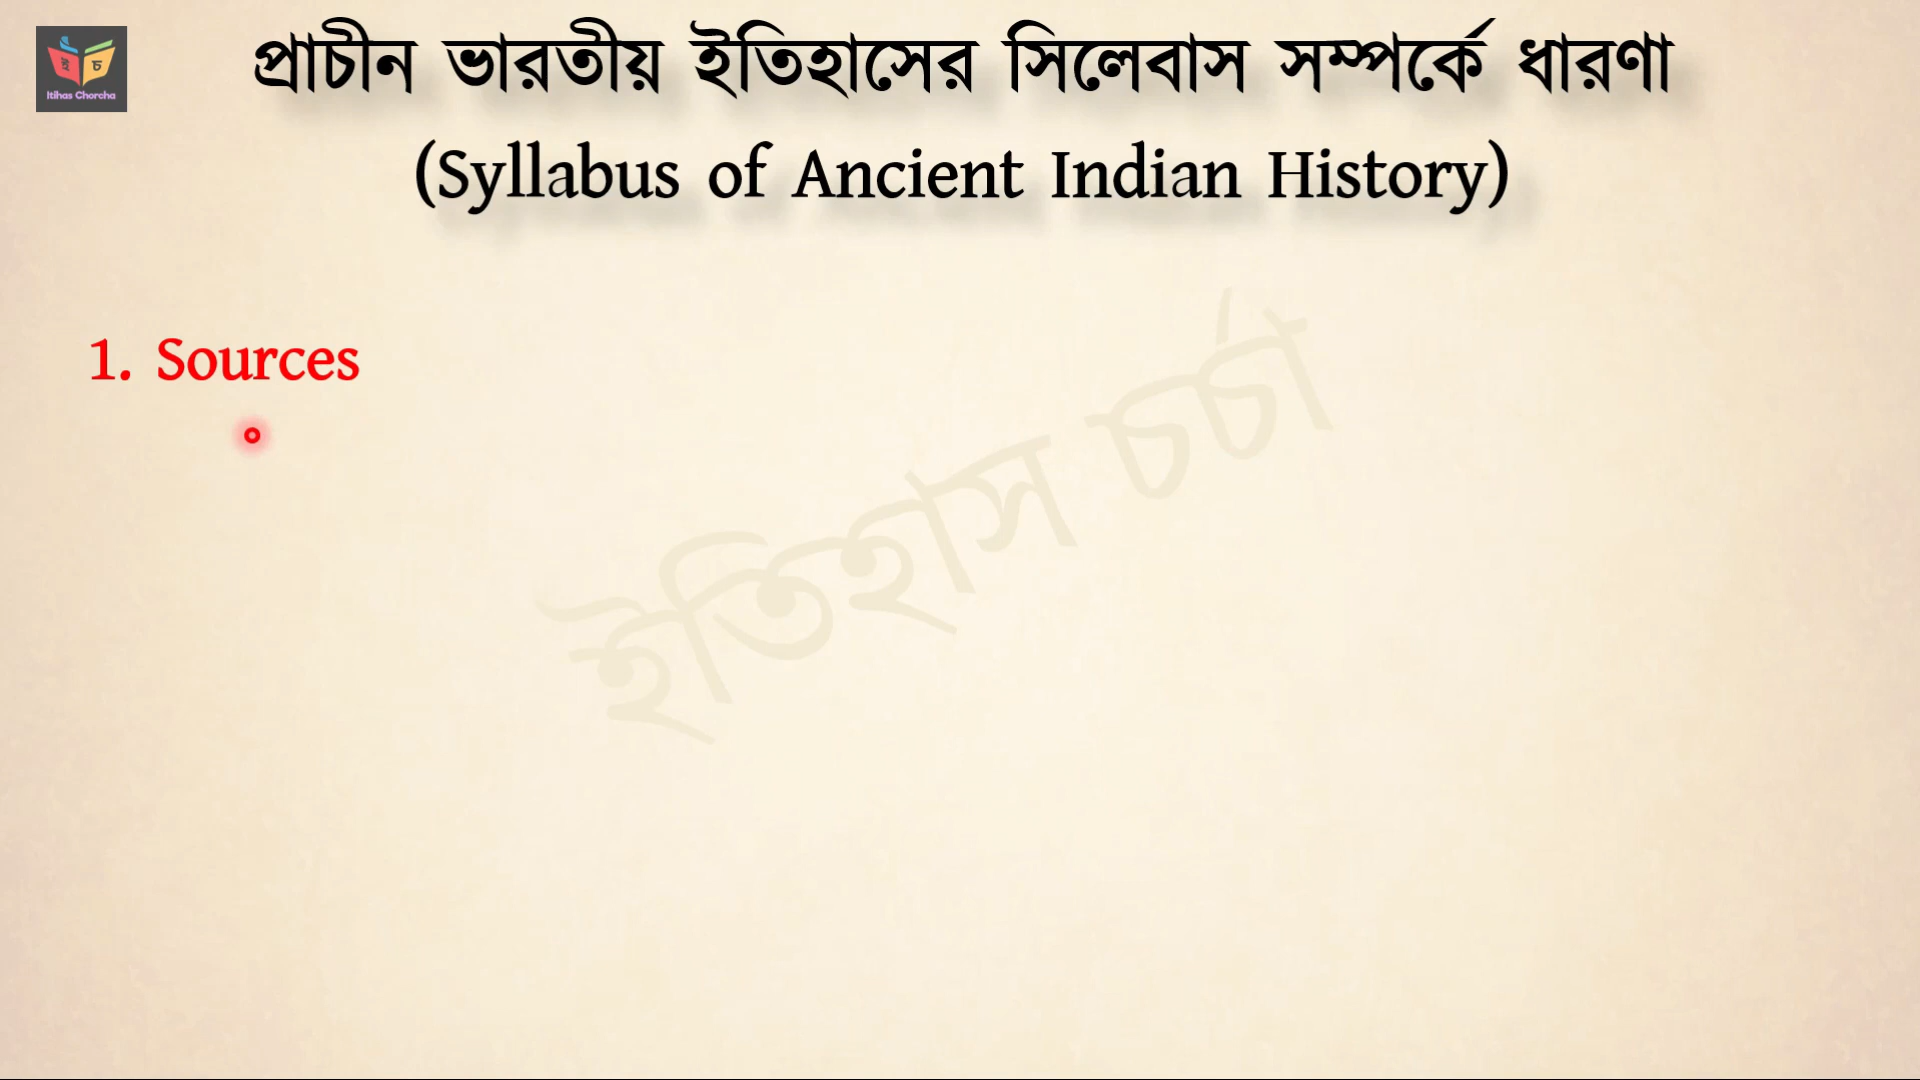 প্রাচীন ভারতীয় ইতিহাসের সিলেবাস সম্পর্কে ধারণা
(Syllabus of Ancient Indian History)
1. Sources
ইতিহাস চর্চা
ই চ
Itihas Chorcha